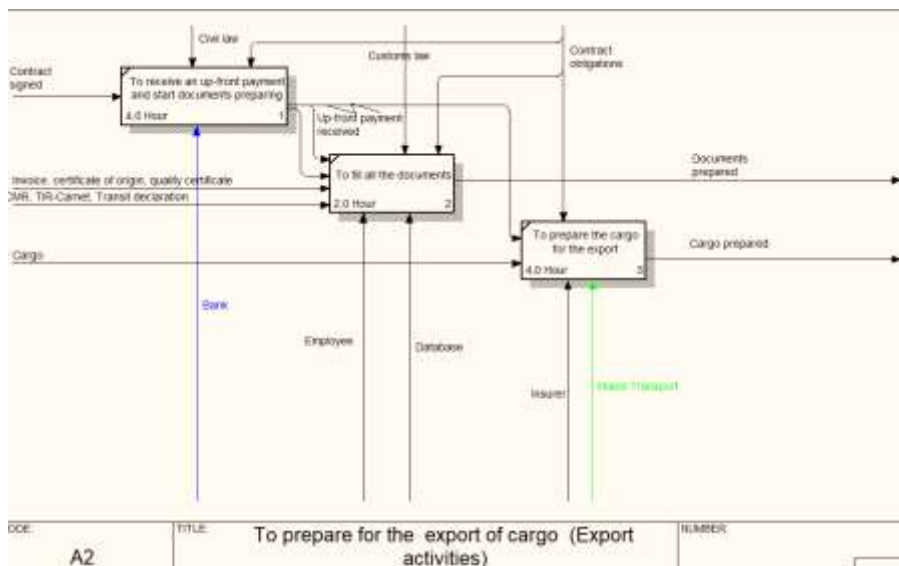 Civil law
Customs law
Contract
obligations
Contract
signed
To receive an up-front payment
and start documents preparing
4.0 Hour 1
Up-front payment
received
Documents
prepared
To fill all the documents
Invoice, certificate of origin, quality certificate
CMR, TIR-Carnet, Transit declaration
2.0 Hour 2
To prepare the cargo
for the export
Cargo prepared
Cargo
4.0 Hour 3
Bank
Employee
Database
Insurer
Transport
TITLE:
NUMBER:
To prepare for the export of cargo (Export
activities)
A2